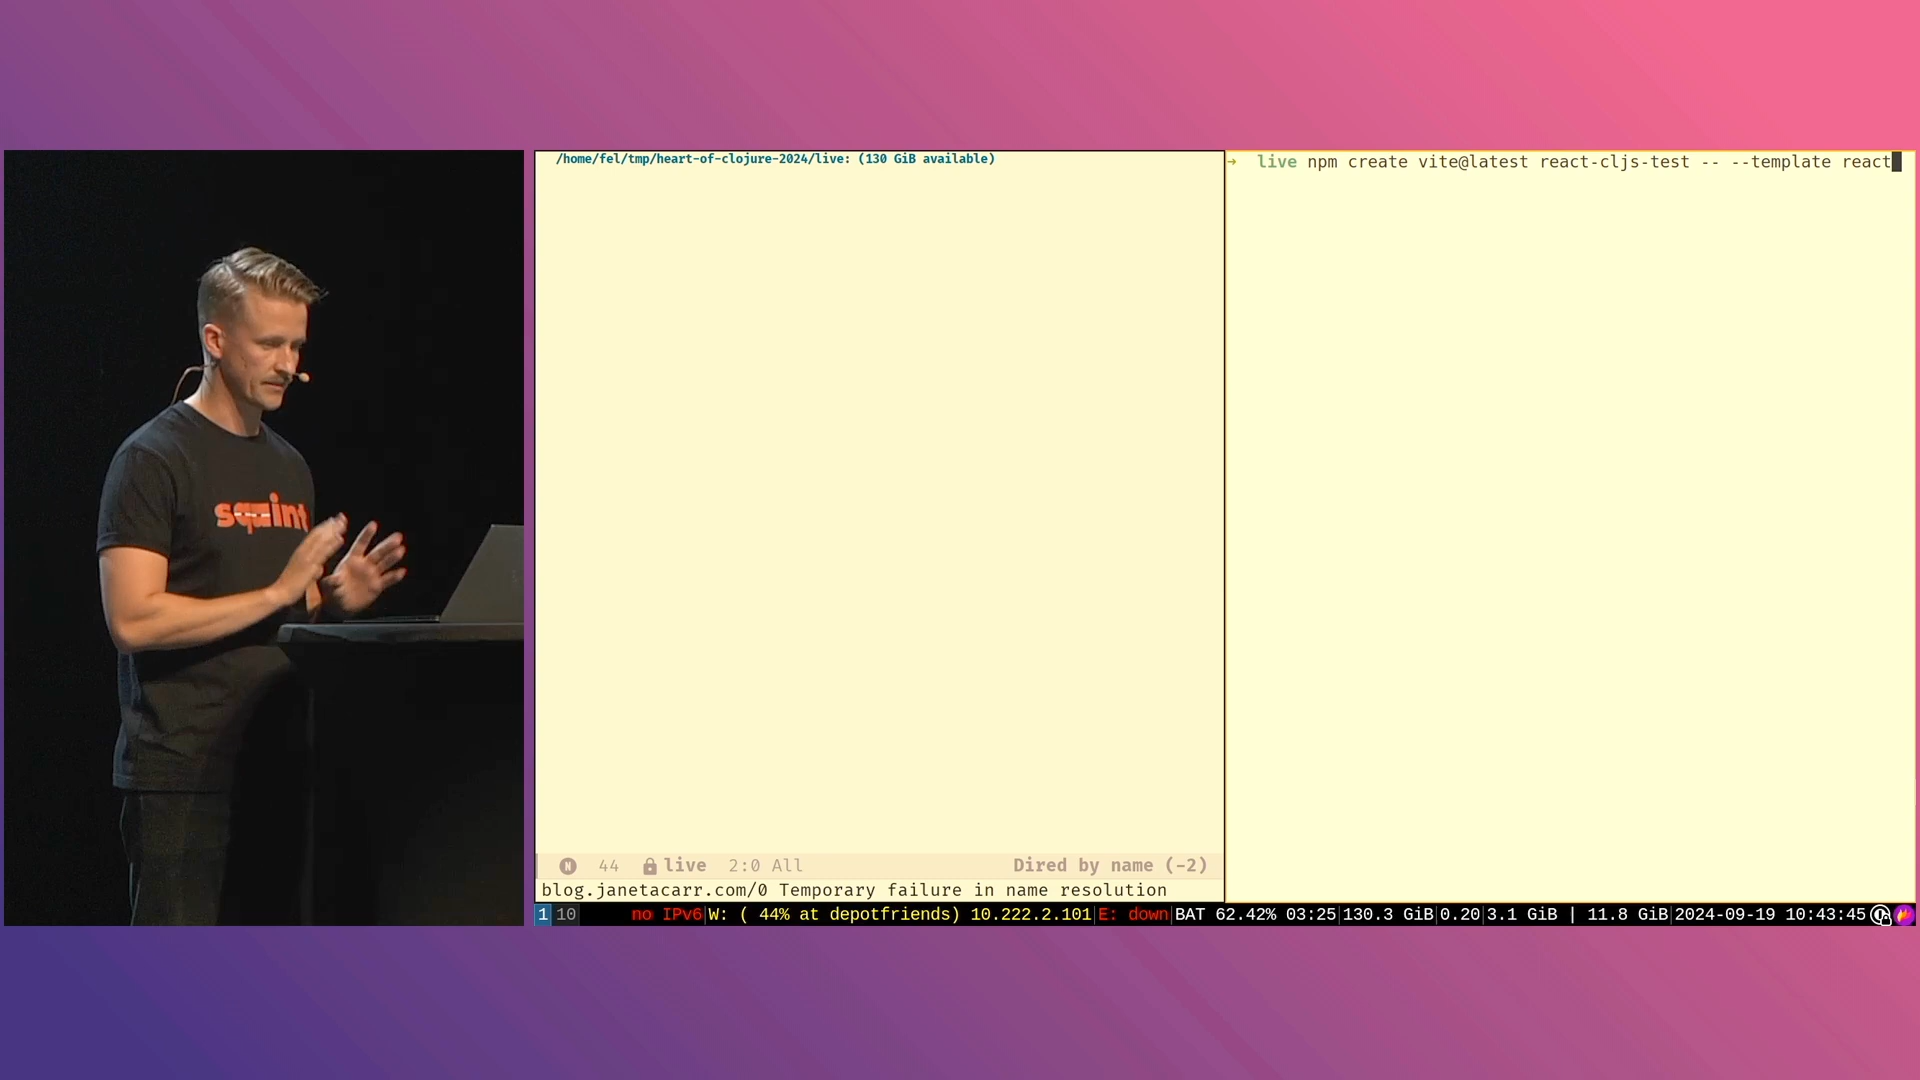 squint
/home/fel/tmp/heart-of-clojure-2024/live: (130 GiB available)
→ live npm create vite@latest react-cljs-test -- --template react
N 44 live 2:0 All Dired by name (-2)
blog.janetacarr.com/0 Temporary failure in name resolution
1 10 no IPv6|W: ( 44% at depotfriends) 10.222.2.101|E: down|BAT 62.42% 03:25|130.3 GiB|0.20|3.1 GiB | 11.8 GiB|2024-09-19 10:43:45